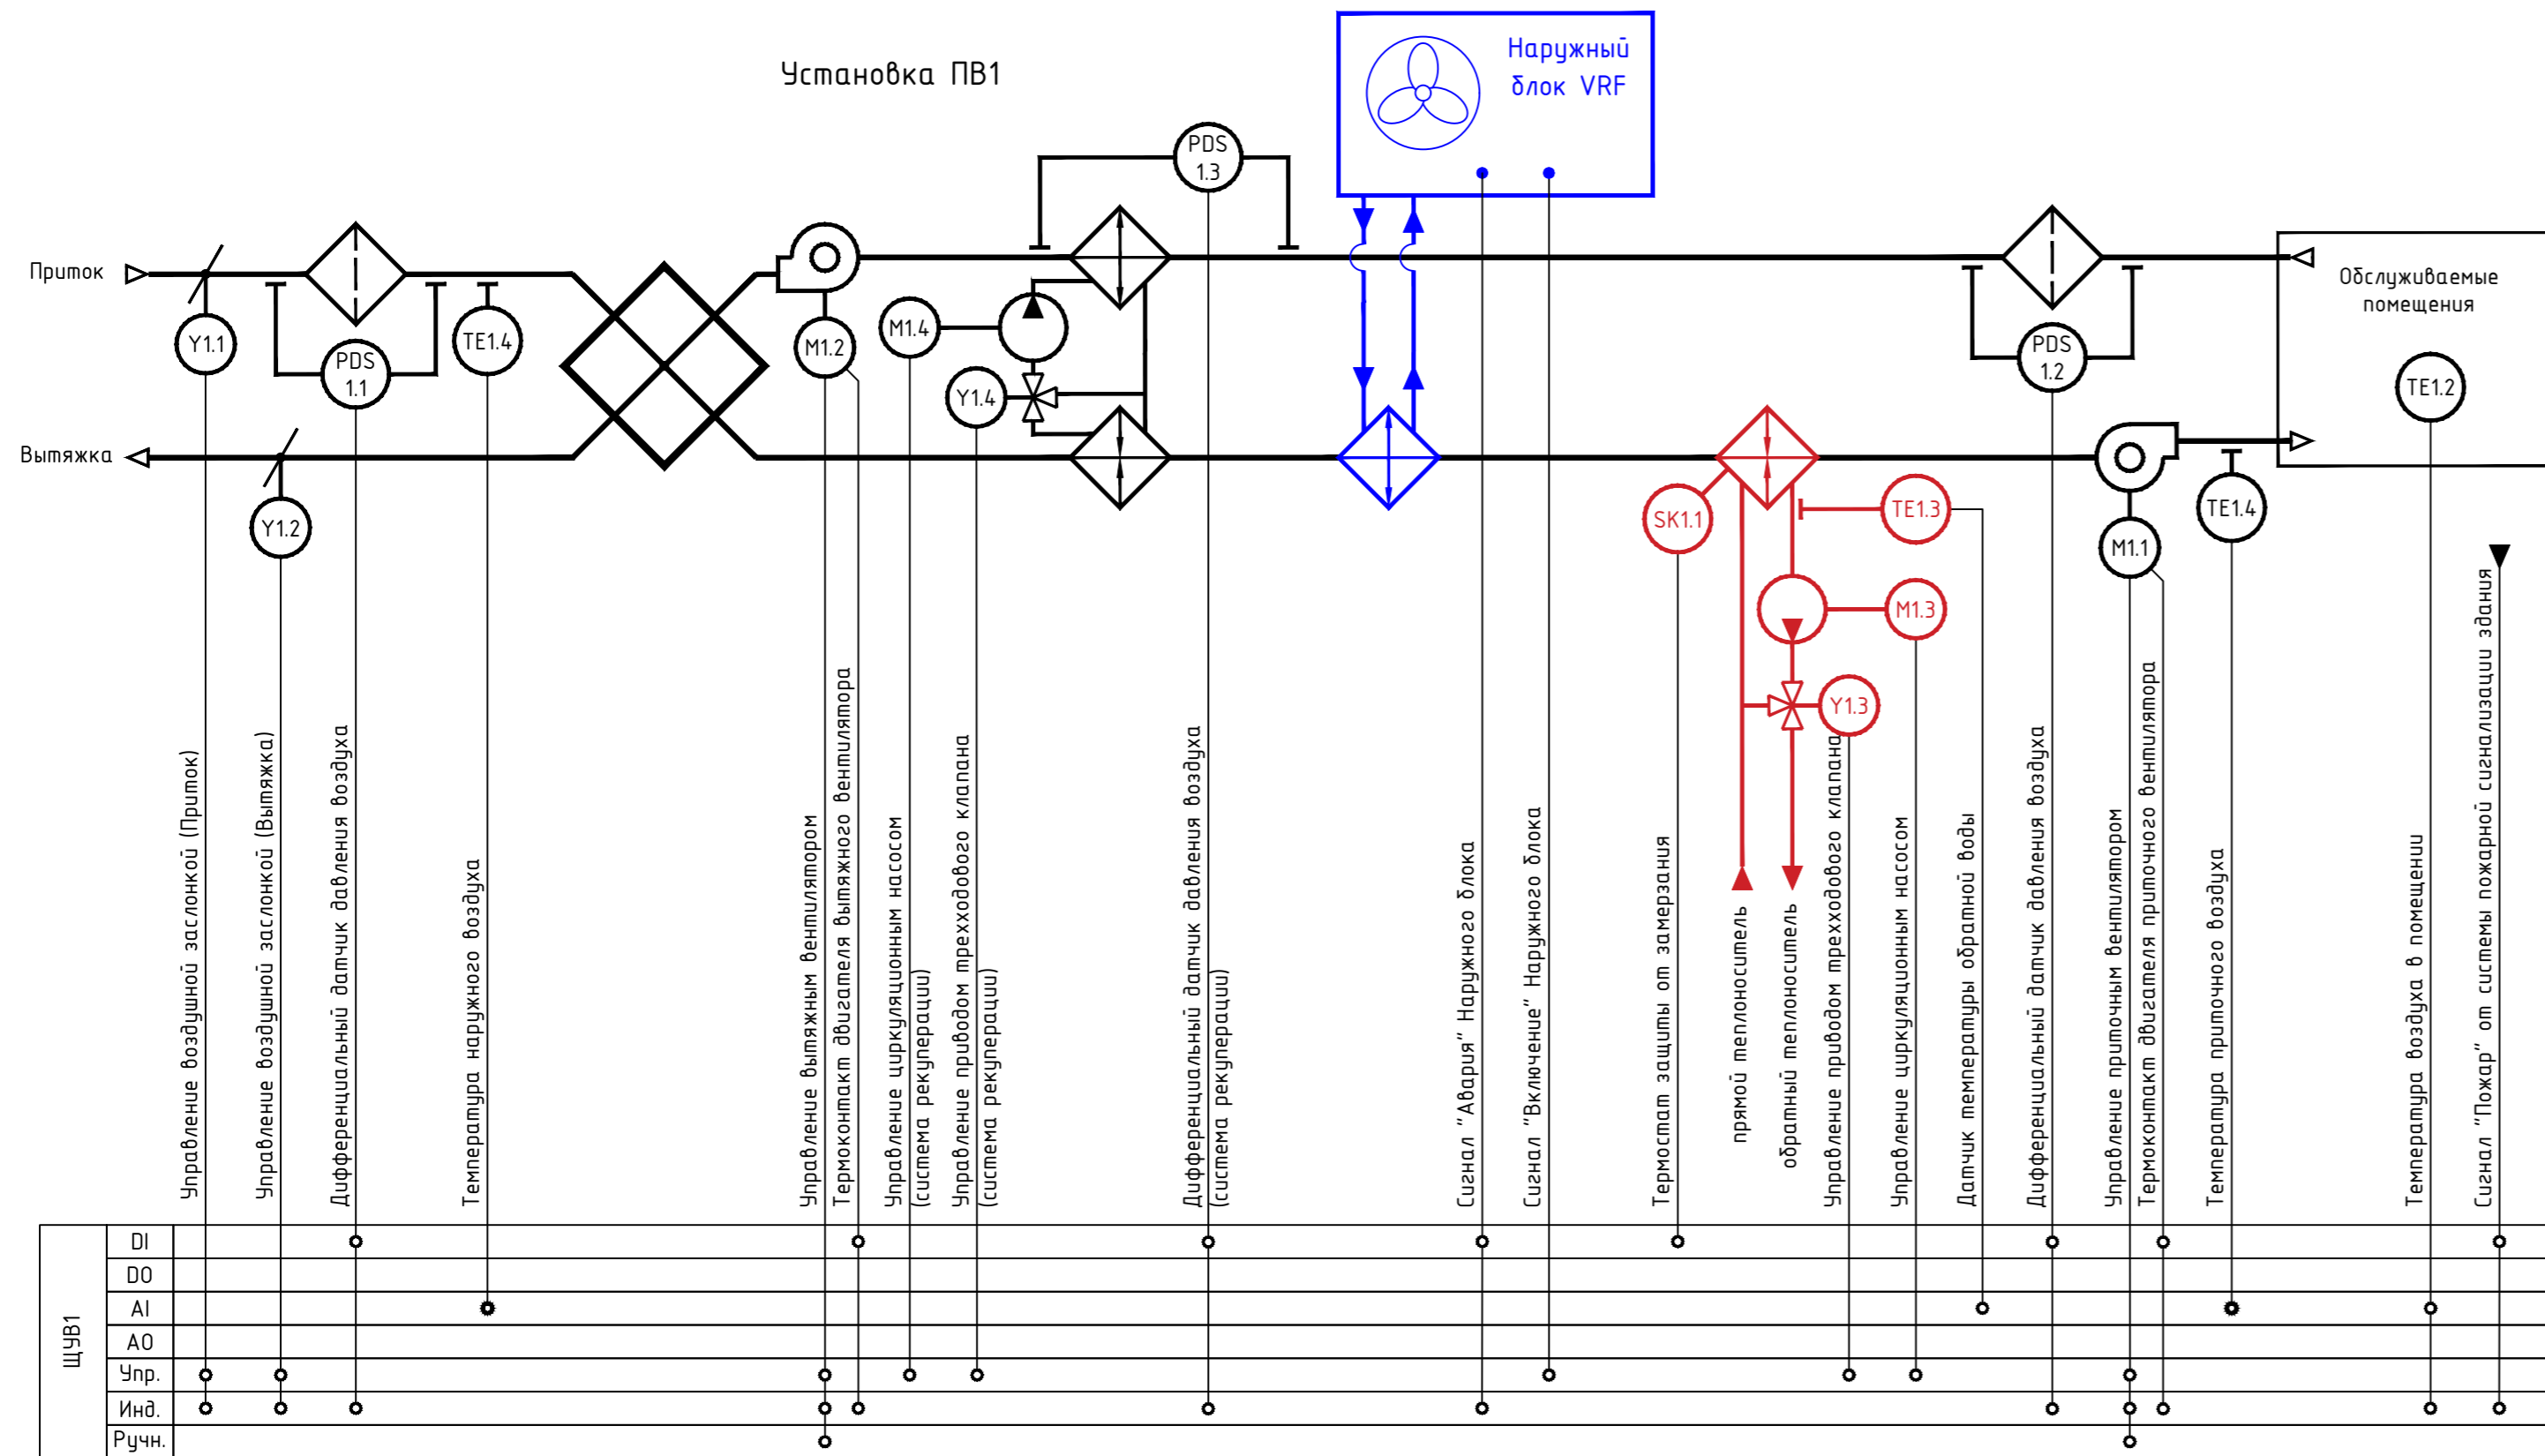 Установка ПВ1
Наружный
блок VRF
PDS
1.3
Приток
Обслуживаемые
помещения
Y1.1
PDS
1.1
TE1.4
M1.2
M1.4
Y1.4
PDS
1.2
TE1.2
Вытяжка
Y1.2
SK1.1
TE1.3
M1.1
TE1.4
M1.3
Y1.3
Управление воздушной заслонкой (Приток)
Управление воздушной заслонкой (Вытяжка)
Дифференциальный датчик давления воздуха
Температура наружного воздуха
Управление вытяжным вентилятором
Термоконтакт двигателя вытяжного вентилятора
Управление циркуляционным насосом
(система рекуперации)
Управление приводом трехходового клапана
(система рекуперации)
Дифференциальный датчик давления воздуха
(система рекуперации)
Сигнал "Авария" Наружного блока
Сигнал "Включение" Наружного блока
Термостат защиты от замерзания
прямой теплоноситель
обратный теплоноситель
Управление приводом трехходового клапана
Управление циркуляционным насосом
Датчик температуры обратной воды
Дифференциальный датчик давления воздуха
Управление приточным вентилятором
Термоконтакт двигателя приточного вентилятора
Температура приточного воздуха
Температура воздуха в помещении
Сигнал "Пожар" от системы пожарной сигнализации здания
ЩУВ1
DI
DO
AI
AO
Упр.
Инд.
Ручн.